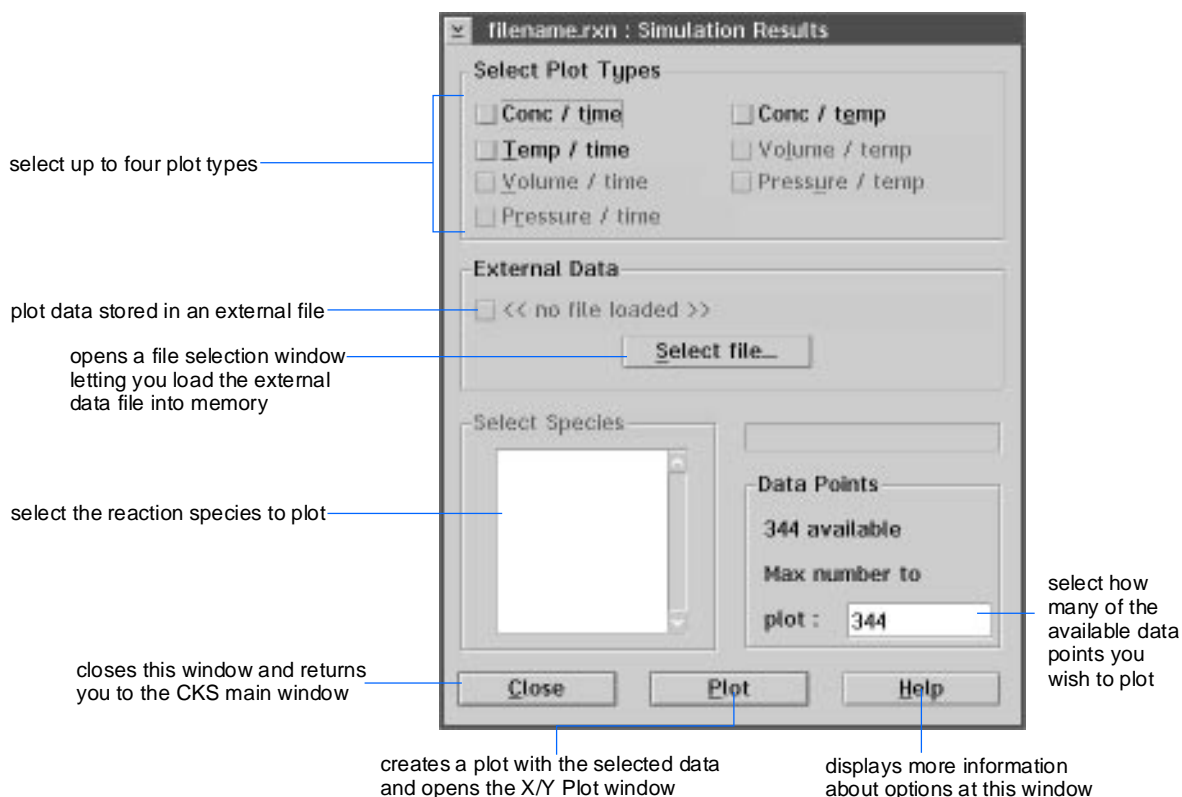 filename.rxn : Simulation Results
Select Plot Types
Conc / time
Conc / temp
select up to four plot types
Temp / time
Volume / temp
Volume / time
Pressure / temp
Pressure / time
External Data
plot data stored in an external file
<< no file loaded >>
opens a file selection window
letting you load the external
data file into memory
Select file...
Select Species
Data Points
select the reaction species to plot
344 available
Max number to
plot : 344
select how
many of the
available data
points you
wish to plot
closes this window and returns
you to the CKS main window
Close
Plot
Help
creates a plot with the selected data
and opens the X/Y Plot window
displays more information
about options at this window